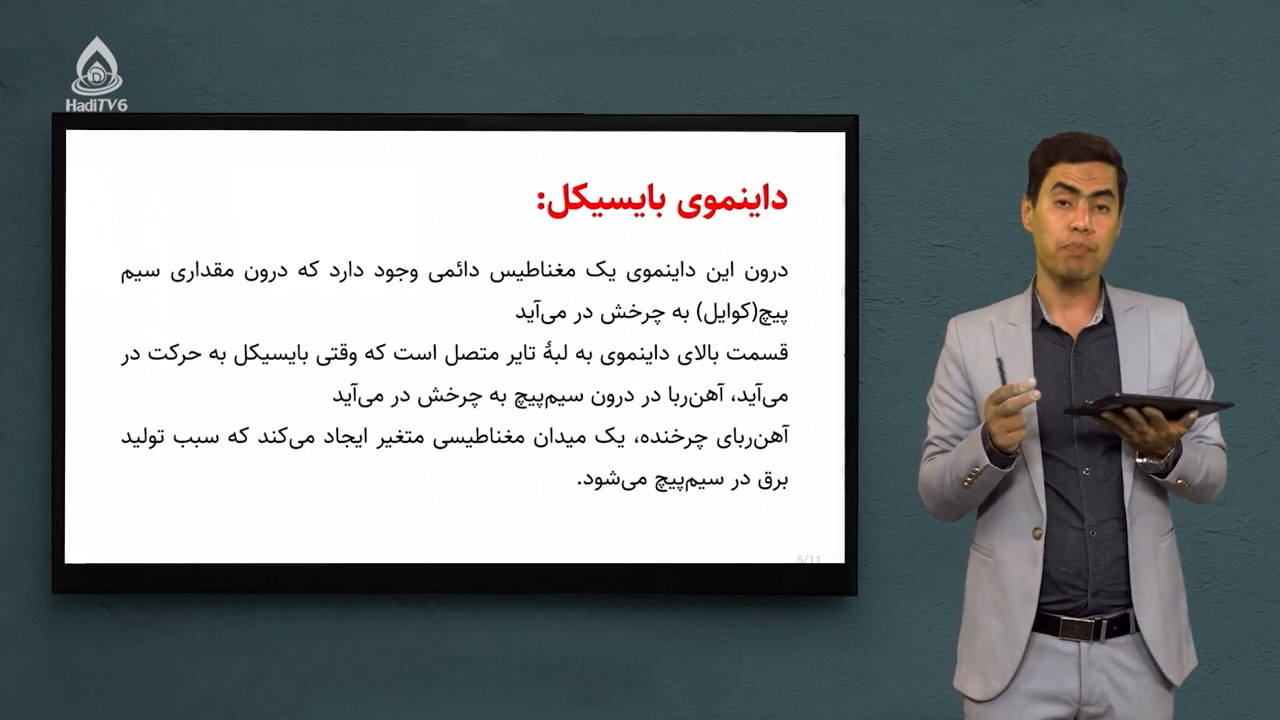 HadiTV6
داینموی بایسیکل:
درون این داینموی یک مغناطیس دائمی وجود دارد که درون مقداری سیم
پیچ(کوایل) به چرخش در می‌آید
قسمت بالای داینموی به لبهٔ تایر متصل است که وقتی بایسیکل به حرکت در
می‌آید، آهن‌ربا در درون سیم‌پیچ به چرخش در می‌آید
آهن‌ربای چرخنده، یک میدان مغناطیسی متغیر ایجاد می‌کند که سبب تولید
برق در سیم‌پیچ می‌شود.
5/11